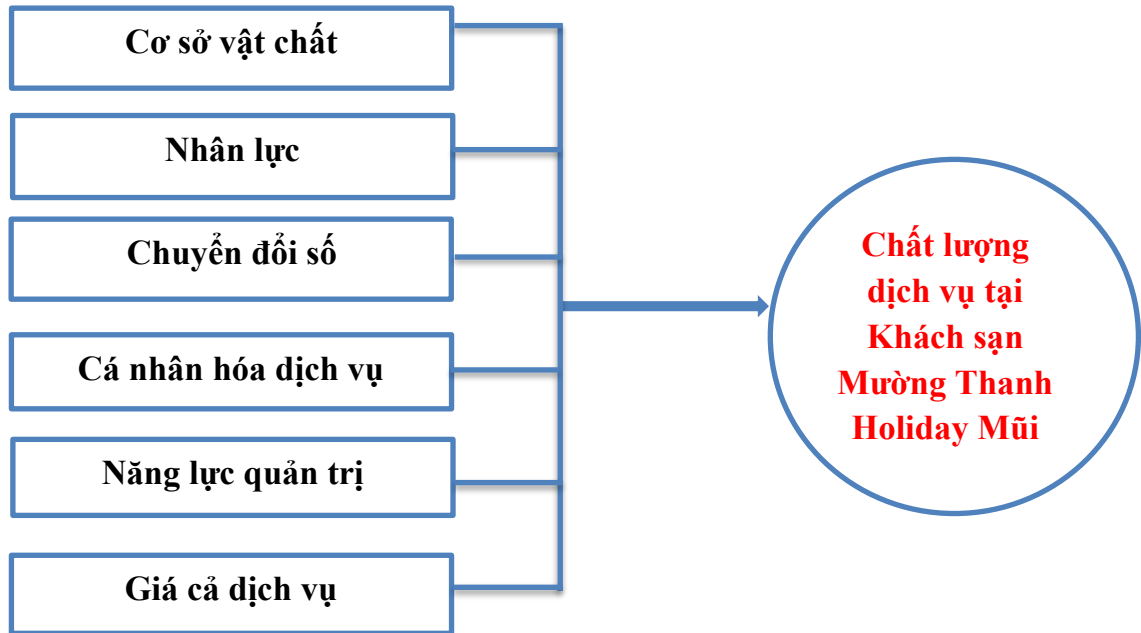 Cơ sở vật chất
Nhân lực
Chuyển đổi số
Cá nhân hóa dịch vụ
Năng lực quản trị
Giá cả dịch vụ
Chất lượng
dịch vụ tại
Khách sạn
Mường Thanh
Holiday Mũi